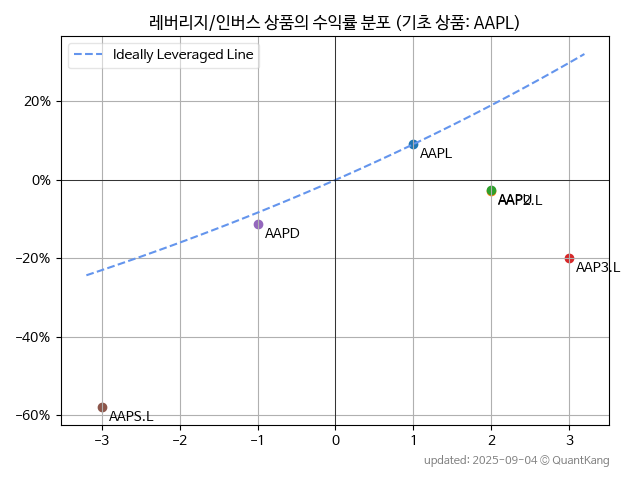 레버리지/인버스 상품의 수익률 분포 (기초 상품: AAPL)
Ideally Leveraged Line
20%
0%
-20%
-40%
-60%
AAPL
AAPU
AAP2.L
AAPD
AAP3.L
AAPS.L
-3 -2 -1 0 1 2 3
updated: 2025-09-04 © QuantKang